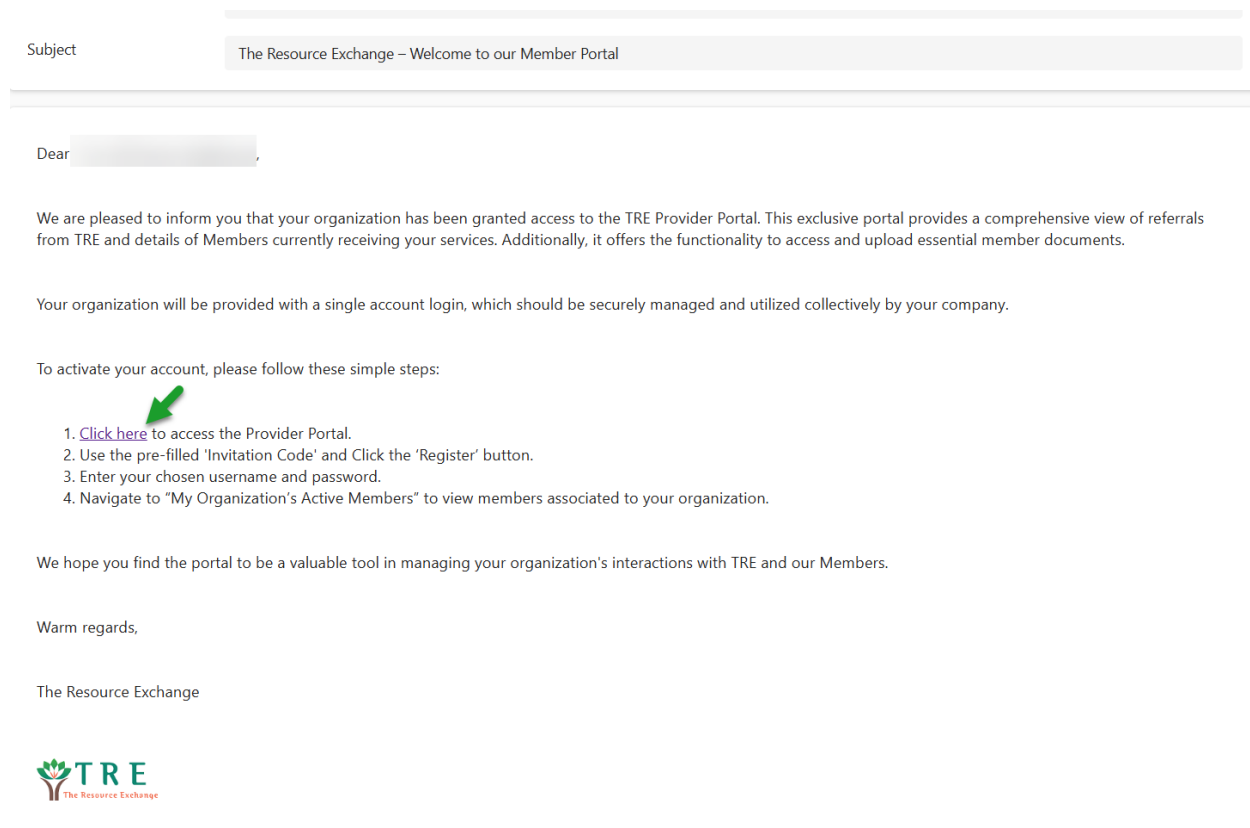 Subject
The Resource Exchange – Welcome to our Member Portal
Dear ,
We are pleased to inform you that your organization has been granted access to the TRE Provider Portal. This exclusive portal provides a comprehensive view of referrals
from TRE and details of Members currently receiving your services. Additionally, it offers the functionality to access and upload essential member documents.
Your organization will be provided with a single account login, which should be securely managed and utilized collectively by your company.
To activate your account, please follow these simple steps:
1. Click here to access the Provider Portal.
2. Use the pre-filled 'Invitation Code' and Click the ‘Register’ button.
3. Enter your chosen username and password.
4. Navigate to “My Organization’s Active Members” to view members associated to your organization.
We hope you find the portal to be a valuable tool in managing your organization's interactions with TRE and our Members.
Warm regards,
The Resource Exchange
TRE
The Resource Exchange